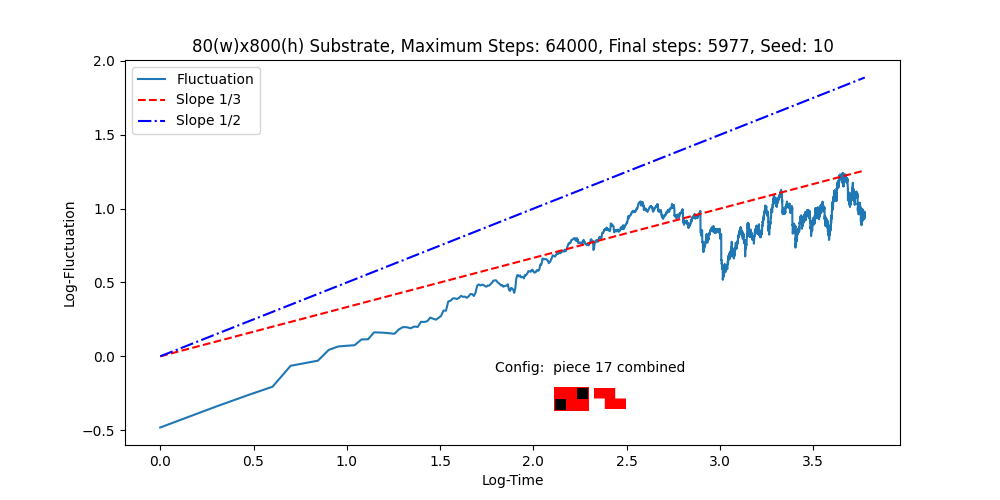 80(w)x800(h) Substrate, Maximum Steps: 64000, Final steps: 5977, Seed: 10
2.0
1.5
1.0
0.5
0.0
−0.5
Log-Fluctuation
Fluctuation
Slope 1/3
Slope 1/2
Config:  piece 17 combined
0.0 0.5 1.0 1.5 2.0 2.5 3.0 3.5
Log-Time